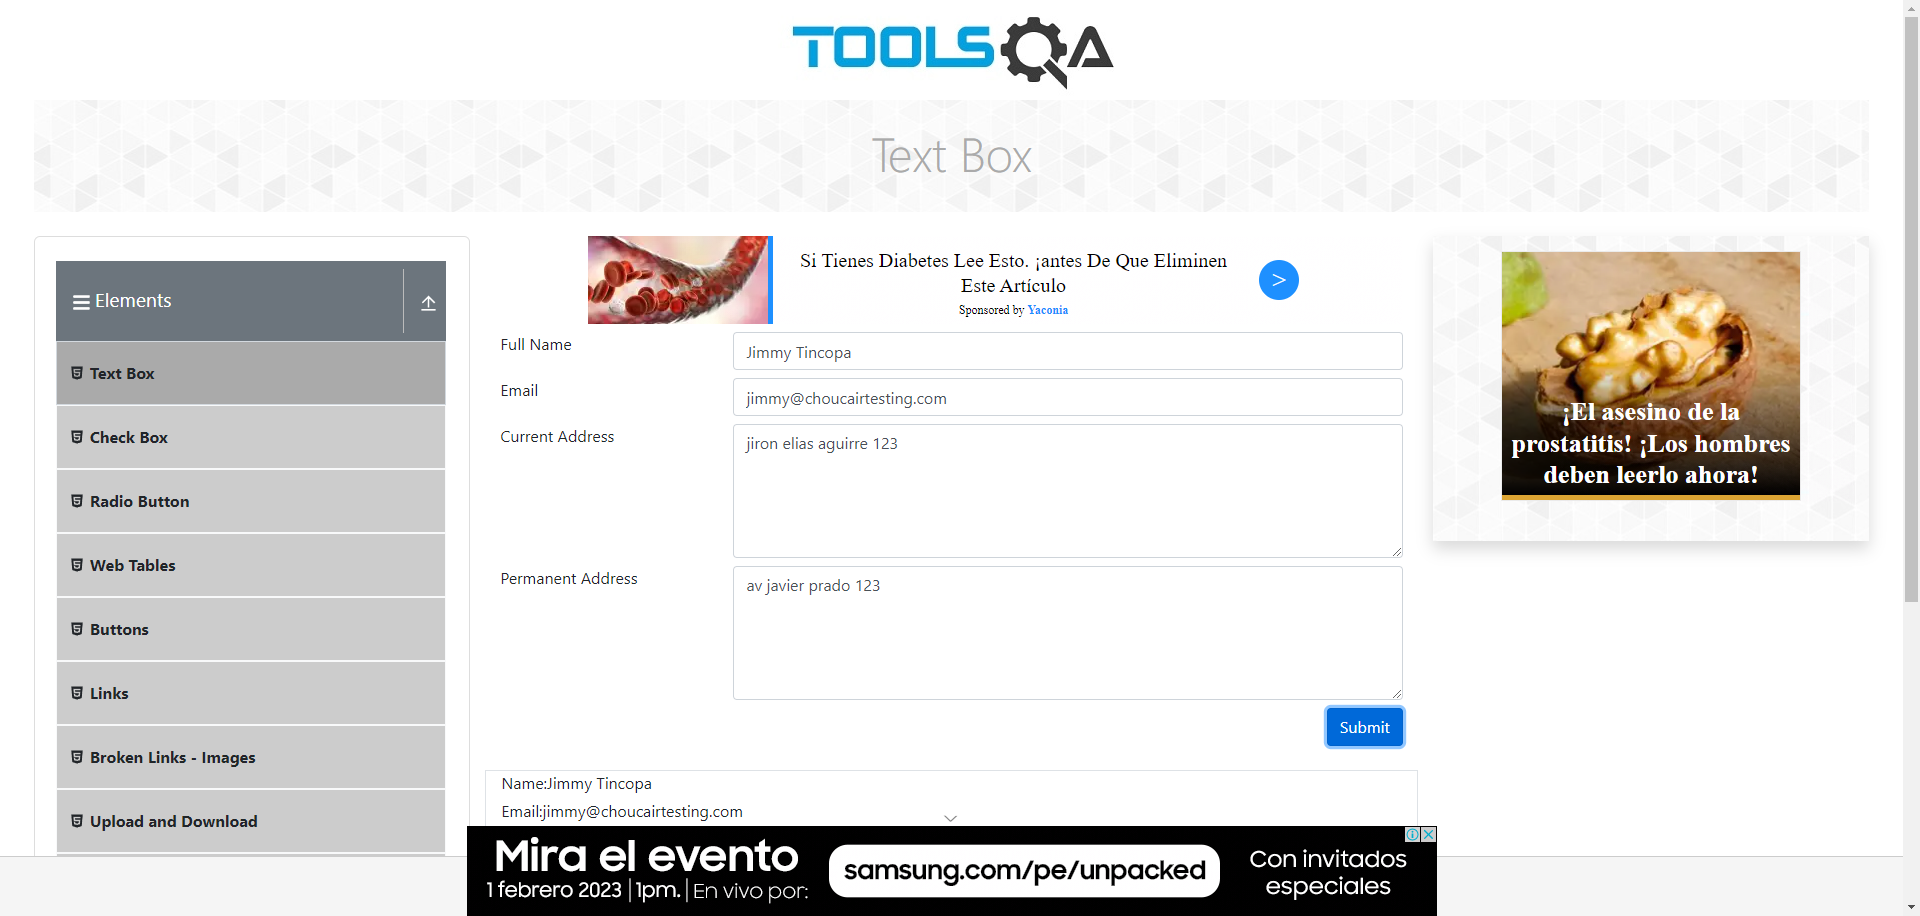 TOOLSQA
Text Box
Elements
Text Box
Check Box
Radio Button
Web Tables
Buttons
Links
Broken Links - Images
Upload and Download
Si Tienes Diabetes Lee Esto. ¡antes De Que Eliminen
Este Artículo
Sponsored by Yaconia
>
Full Name
Jimmy Tincopa
Email
jimmy@choucairtesting.com
Current Address
jiron elias aguirre 123
Permanent Address
av javier prado 123
Submit
Name:Jimmy Tincopa
Email:jimmy@choucairtesting.com
¡El asesino de la
prostatitis! ¡Los hombres
deben leerlo ahora!
Mira el evento
1 febrero 2023 | 1pm. | En vivo por:
samsung.com/pe/unpacked
Con invitados
especiales